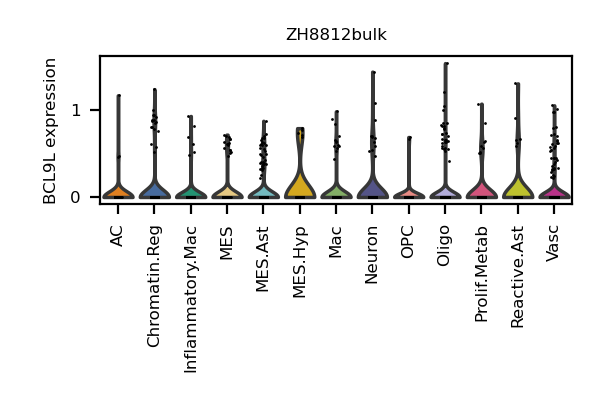 ZH8812bulk
BCL9L expression
1
0
AC
Chromatin.Reg
Inflammatory.Mac
MES
MES.Ast
MES.Hyp
Mac
Neuron
OPC
Oligo
Prolif.Metab
Reactive.Ast
Vasc